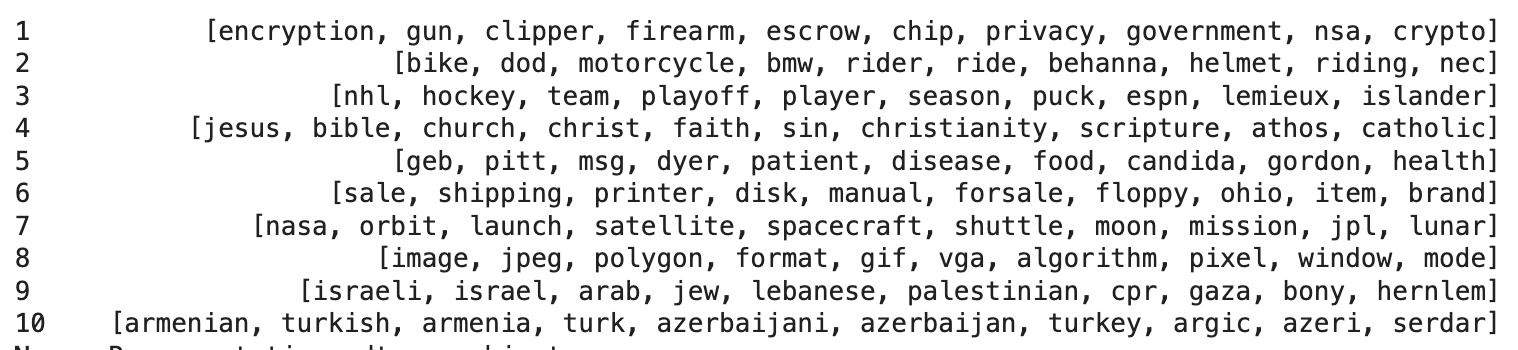 1 [encryption, gun, clipper, firearm, escrow, chip, privacy, government, nsa, crypto]
2 [bike, dod, motorcycle, bmw, rider, ride, behanna, helmet, riding, nec]
3 [nhl, hockey, team, playoff, player, season, puck, espn, lemieux, islander]
4 [jesus, bible, church, christ, faith, sin, christianity, scripture, athos, catholic]
5 [geb, pitt, msg, dyer, patient, disease, food, candida, gordon, health]
6 [sale, shipping, printer, disk, manual, forsale, floppy, ohio, item, brand]
7 [nasa, orbit, launch, satellite, spacecraft, shuttle, moon, mission, jpl, lunar]
8 [image, jpeg, polygon, format, gif, vga, algorithm, pixel, window, mode]
9 [israeli, israel, arab, jew, lebanese, palestinian, cpr, gaza, bony, hernlem]
10 [armenian, turkish, armenia, turk, azerbaijani, azerbaijan, turkey, argic, azeri, serdar]